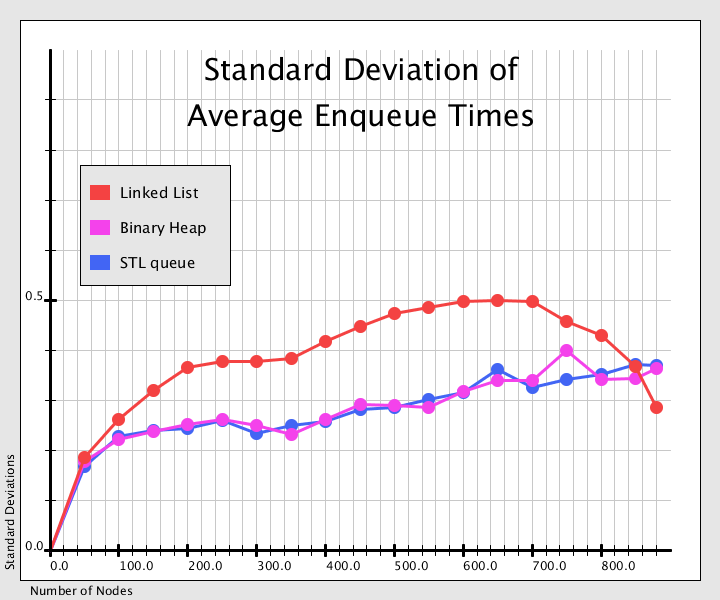 Standard Deviation of
Average Enqueue Times
Linked List
Binary Heap
STL queue
0.5
0.0
Standard Deviations
0.0 100.0 200.0 300.0 400.0 500.0 600.0 700.0 800.0
Number of Nodes